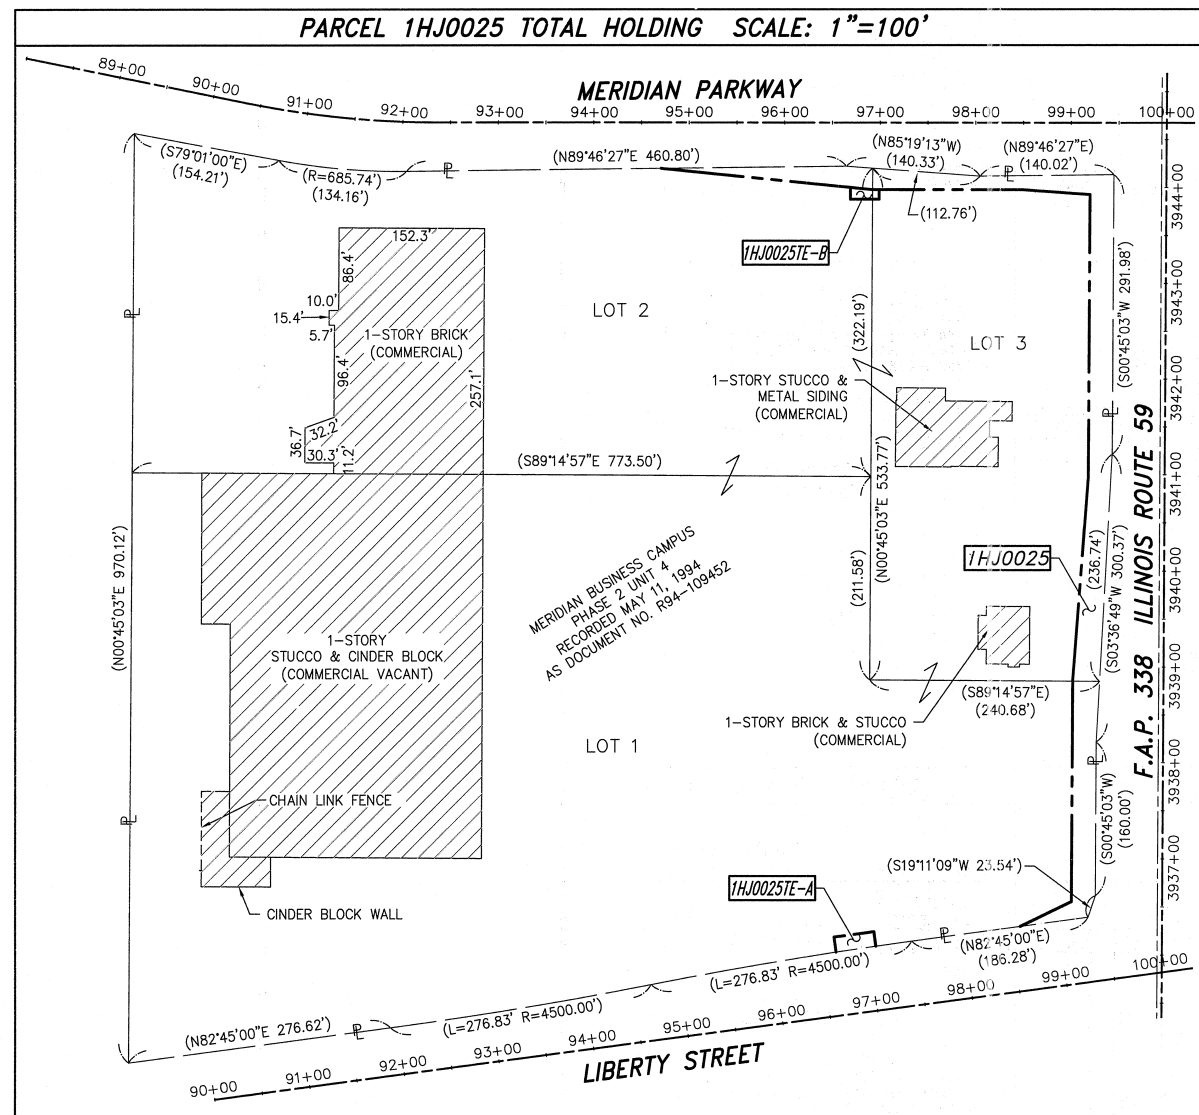 PARCEL 1HJ0025 TOTAL HOLDING SCALE: 1"=100'
MERIDIAN PARKWAY
89+00
90+00
91+00
92+00
93+00
94+00
95+00
96+00
97+00
98+00
99+00
100+00
(S79°01'00"E)
(154.21')
(R=685.74')
(134.16')
PL
(N89°46'27"E 460.80')
(N85°19'13"W)
(140.33')
(N89°46'27"E)
(140.02')
PL
(112.76')
3944+00
3943+00
3942+00
3941+00
3940+00
3939+00
3938+00
3937+00
F.A.P. 338 ILLINOIS ROUTE 59
1HJ0025TE-B
152.3'
86.4'
10.0'
15.4'
5.7'
1-STORY BRICK
(COMMERCIAL)
96.4'
257.1'
36.7'
32.2'
30.3'
11.2'
PL
LOT 2
LOT 3
(322.19')
(S00°45'03"W 291.98')
PL
1-STORY STUCCO &
METAL SIDING
(COMMERCIAL)
(S89°14'57"E 773.50')
(N00°45'03"E 533.77')
(211.58')
(N00°45'03"E 970.12')
MERIDIAN BUSINESS CAMPUS
PHASE 2 UNIT 4
RECORDED MAY 11, 1994
AS DOCUMENT NO. R94-109452
1HJ0025
(236.74')
(S03°36'49"W 300.37')
1-STORY
STUCCO & CINDER BLOCK
(COMMERCIAL VACANT)
(S89°14'57"E)
(240.68')
1-STORY BRICK & STUCCO
(COMMERCIAL)
LOT 1
PL
(S00°45'03"W)
(160.00')
CHAIN LINK FENCE
PL
CINDER BLOCK WALL
(S19°11'09"W 23.54')
1HJ0025TE-A
PL
(N82°45'00"E)
(186.28')
(L=276.83' R=4500.00')
(L=276.83' R=4500.00')
(N82°45'00"E 276.62')
PL
90+00
91+00
92+00
93+00
94+00
95+00
96+00
97+00
98+00
99+00
100+00
LIBERTY STREET